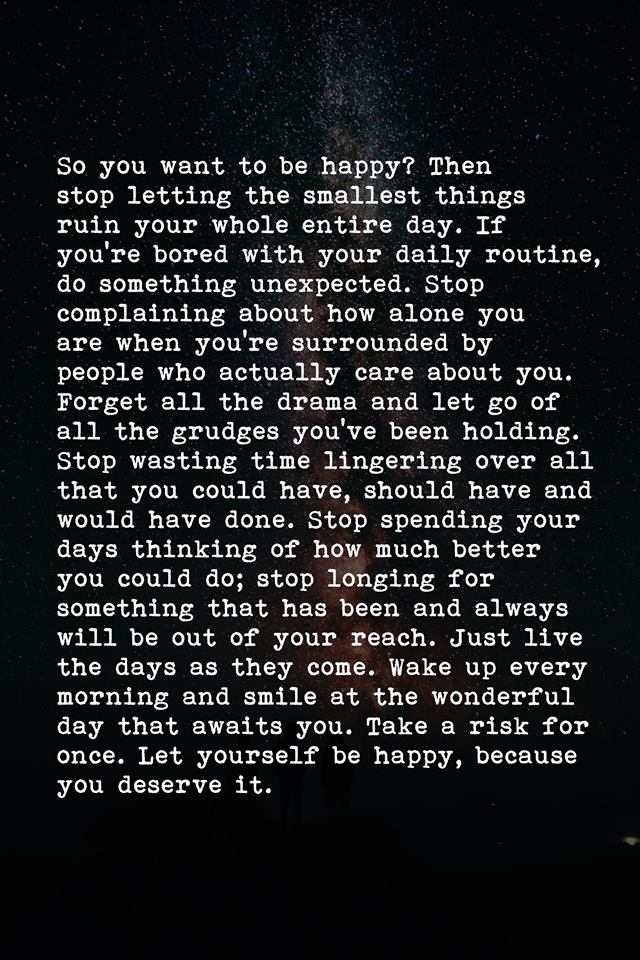 So you want to be happy? Then
stop letting the smallest things
ruin your whole entire day. If
you're bored with your daily routine,
do something unexpected. Stop
complaining about how alone you
are when you're surrounded by
people who actually care about you.
Forget all the drama and let go of
all the grudges you've been holding.
Stop wasting time lingering over all
that you could have, should have and
would have done. Stop spending your
days thinking of how much better
you could do; stop longing for
something that has been and always
will be out of your reach. Just live
the days as they come. Wake up every
morning and smile at the wonderful
day that awaits you. Take a risk for
once. Let yourself be happy, because
you deserve it.